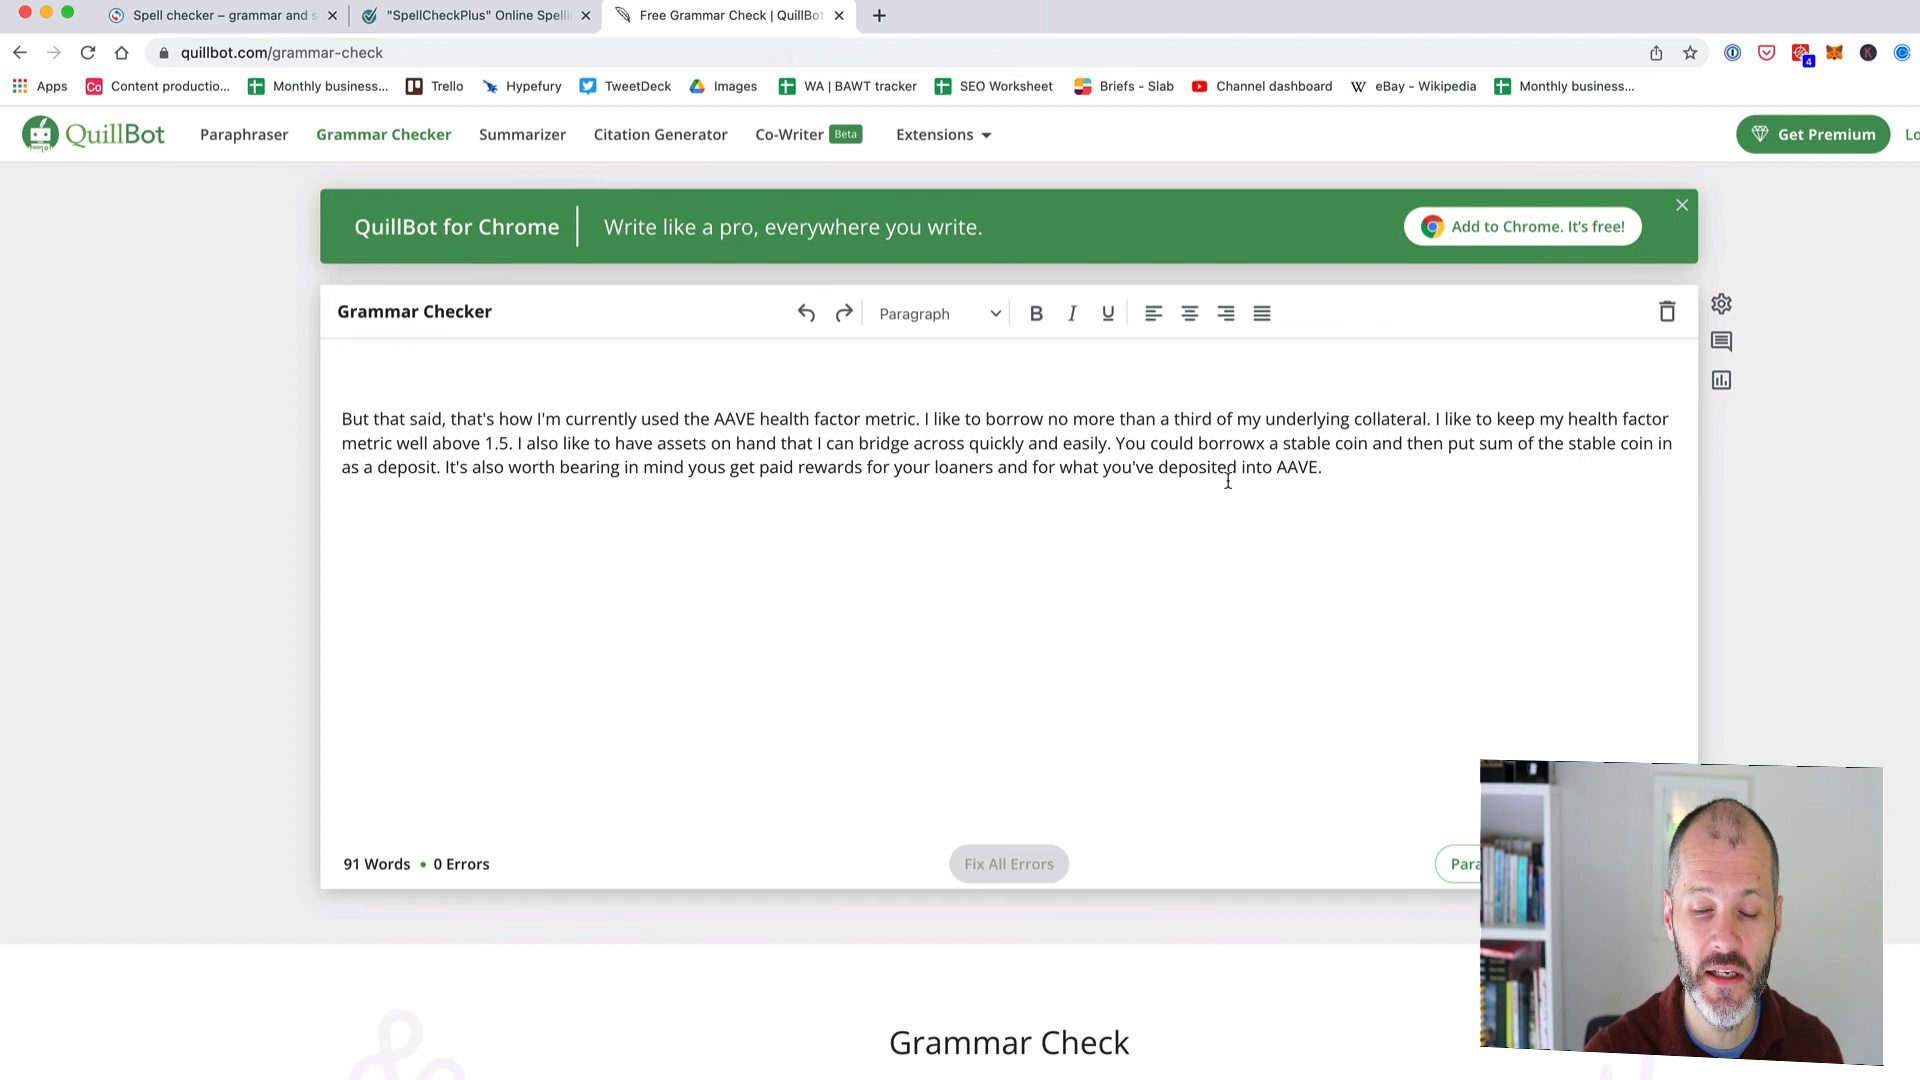 Spell checker – grammar and s
"SpellCheckPlus" Online Spelli
Free Grammar Check | QuillBot
quillbot.com/grammar-check
4
K
Apps
Co
Content productio...
Monthly business...
Trello
Hypefury
TweetDeck
Images
WA | BAWT tracker
SEO Worksheet
Briefs - Slab
Channel dashboard
W eBay - Wikipedia
Monthly business...
QuillBot
Paraphraser
Grammar Checker
Summarizer
Citation Generator
Co-Writer Beta
Extensions
Get Premium
Lo
QuillBot for Chrome
Write like a pro, everywhere you write.
Add to Chrome. It's free!
Grammar Checker
Paragraph
B
I
U
But that said, that's how I'm currently used the AAVE health factor metric. I like to borrow no more than a third of my underlying collateral. I like to keep my health factor
metric well above 1.5. I also like to have assets on hand that I can bridge across quickly and easily. You could borrowx a stable coin and then put sum of the stable coin in
as a deposit. It's also worth bearing in mind yous get paid rewards for your loaners and for what you've deposited into AAVE.
91 Words • 0 Errors
Fix All Errors
Para
Grammar Check